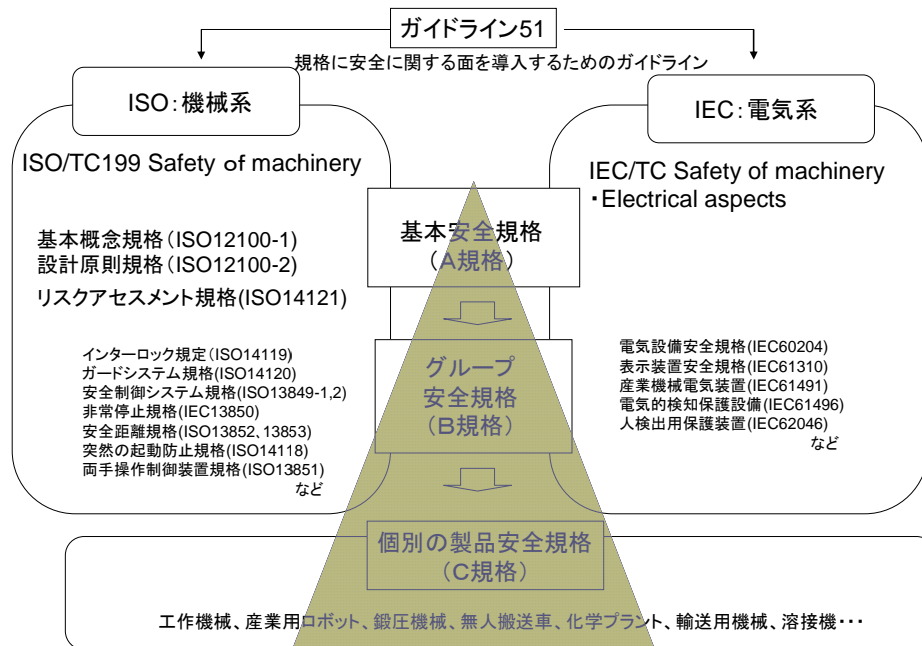 ガイドライン51
規格に安全に関する面を導入するためのガイドライン
ISO：機械系
IEC：電気系
ISO/TC199 Safety of machinery
IEC/TC Safety of machinery
・Electrical aspects
基本概念規格（ISO12100-1)
設計原則規格（ISO12100-2)
リスクアセスメント規格(ISO14121)
基本安全規格
（A規格）
インターロック規定（ISO14119)
ガードシステム規格(ISO14120)
安全制御システム規格(ISO13849-1,2)
非常停止規格(IEC13850)
安全距離規格(ISO13852、13853)
突然の起動防止規格(ISO14118)
両手操作制御装置規格(ISO13851)
など
グループ
安全規格
（B規格）
電気設備安全規格(IEC60204)
表示装置安全規格(IEC61310)
産業機械電気装置(IEC61491)
電気的検知保護設備(IEC61496)
人検出用保護装置(IEC62046)
など
個別の製品安全規格
（C規格）
工作機械、産業用ロボット、鍛圧機械、無人搬送車、化学プラント、輸送用機械、溶接機・・・